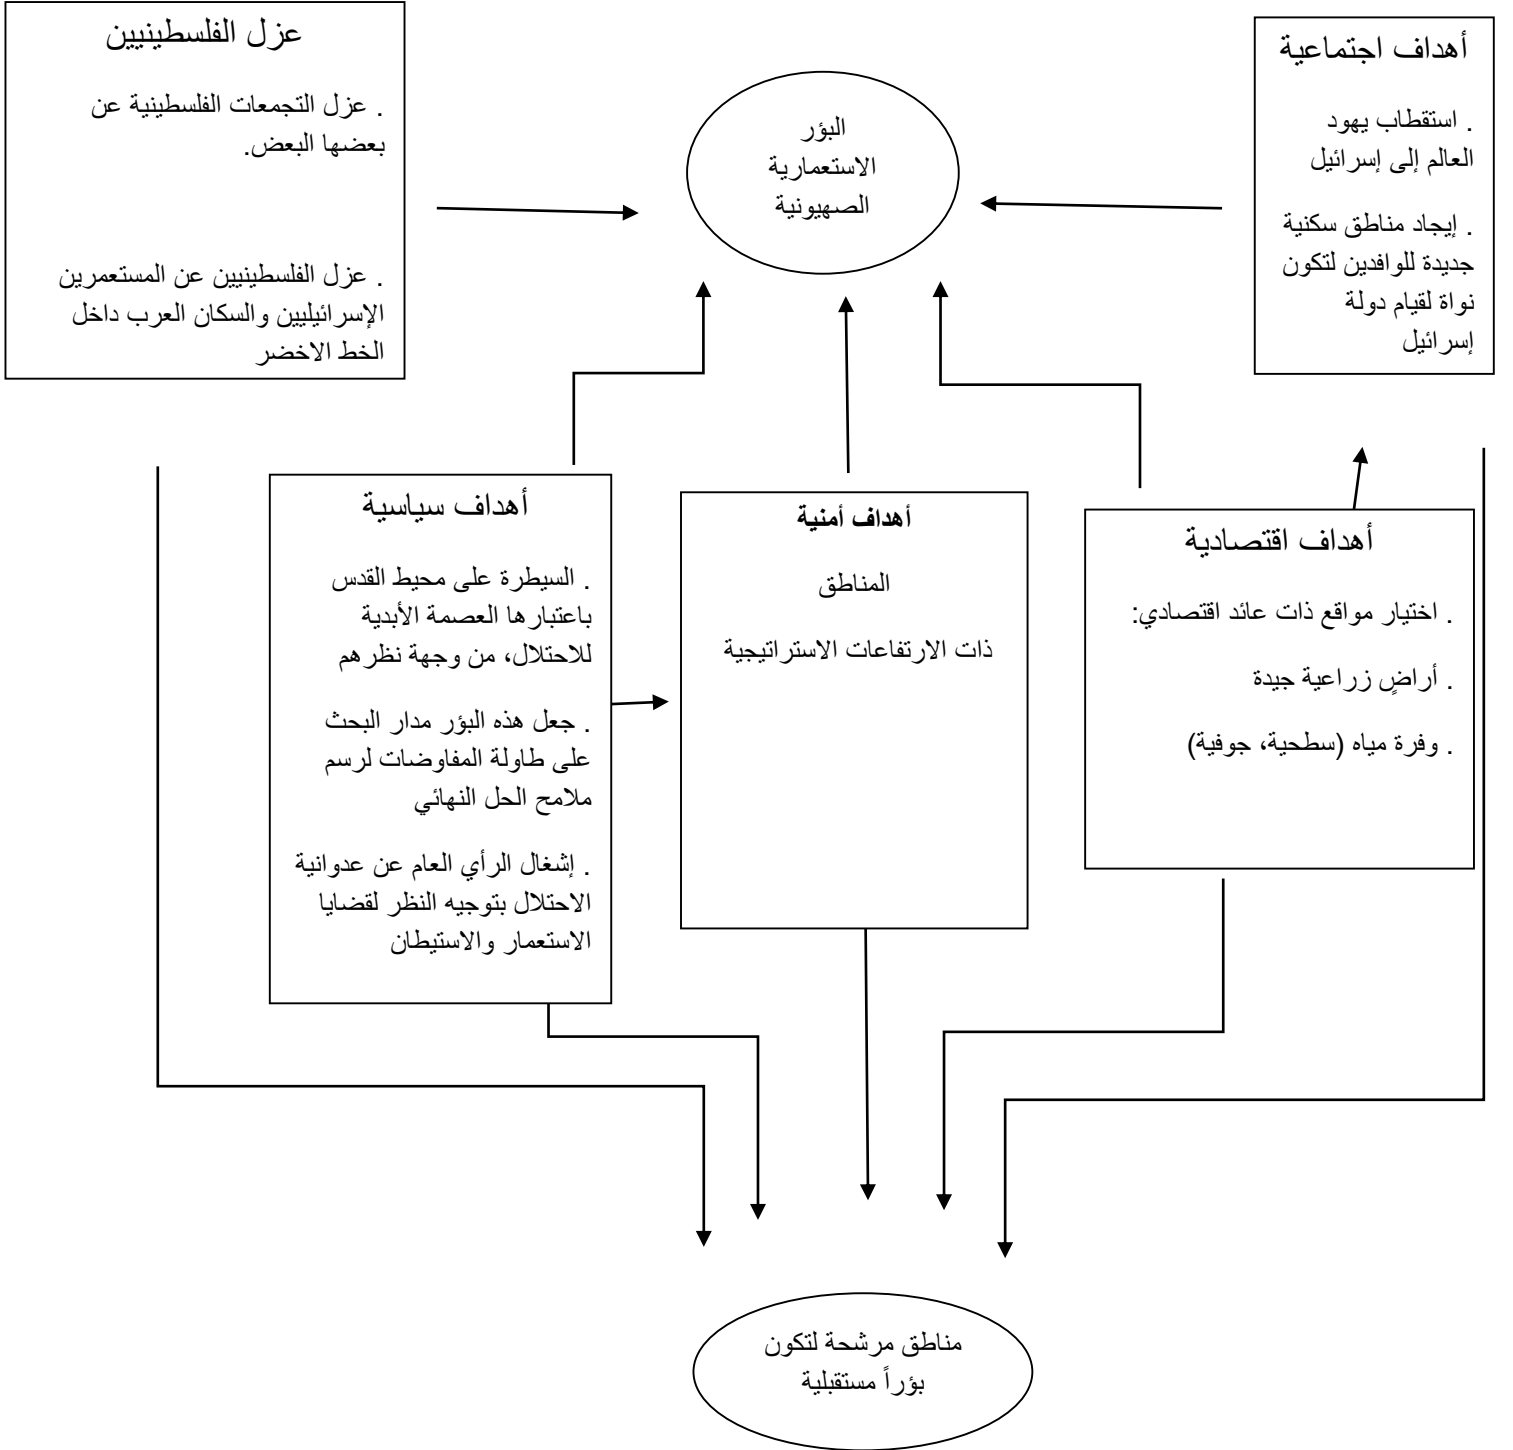 أهداف اجتماعية
. استقطاب يهود
العالم إلى إسرائيل
. إيجاد مناطق سكنية
جديدة للوافدين لتكون
نواة لقيام دولة
إسرائيل
البؤر
الاستعمارية
الصهيونية
عزل الفلسطينيين
. عزل التجمعات الفلسطينية عن
بعضها البعض.
. عزل الفلسطينيين عن المستعمرين
الإسرائيليين والسكان العرب داخل
الخط الاخضر
أهداف اقتصادية
. اختيار مواقع ذات عائد اقتصادي:
. أراضٍ زراعية جيدة
. وفرة مياه (سطحية، جوفية)
أهداف أمنية
المناطق
ذات الارتفاعات الاستراتيجية
أهداف سياسية
. السيطرة على محيط القدس
باعتبارها العصمة الأبدية
للاحتلال، من وجهة نظرهم
. جعل هذه البؤر مدار البحث
على طاولة المفاوضات لرسم
ملامح الحل النهائي
. إشغال الرأي العام عن عدوانية
الاحتلال بتوجيه النظر لقضايا
الاستعمار والاستيطان
مناطق مرشحة لتكون
بؤراً مستقبلية